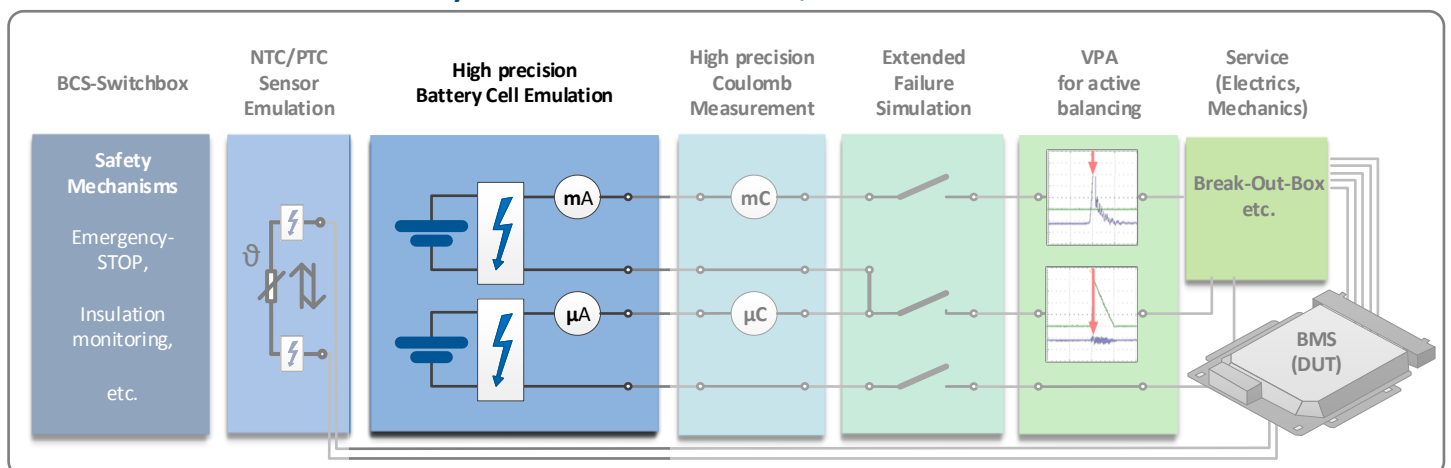 BCS-Switchbox
NTC/PTC
Sensor
Emulation
High precision
Battery Cell Emulation
High precision
Coulomb
Measurement
Extended
Failure
Simulation
VPA
for active
balancing
Service
(Electrics,
Mechanics)
Safety
Mechanisms
Emergency-
STOP,
Insulation
monitoring,
etc.
ϑ
mA
µA
mC
µC
Break-Out-Box
etc.
BMS
(DUT)